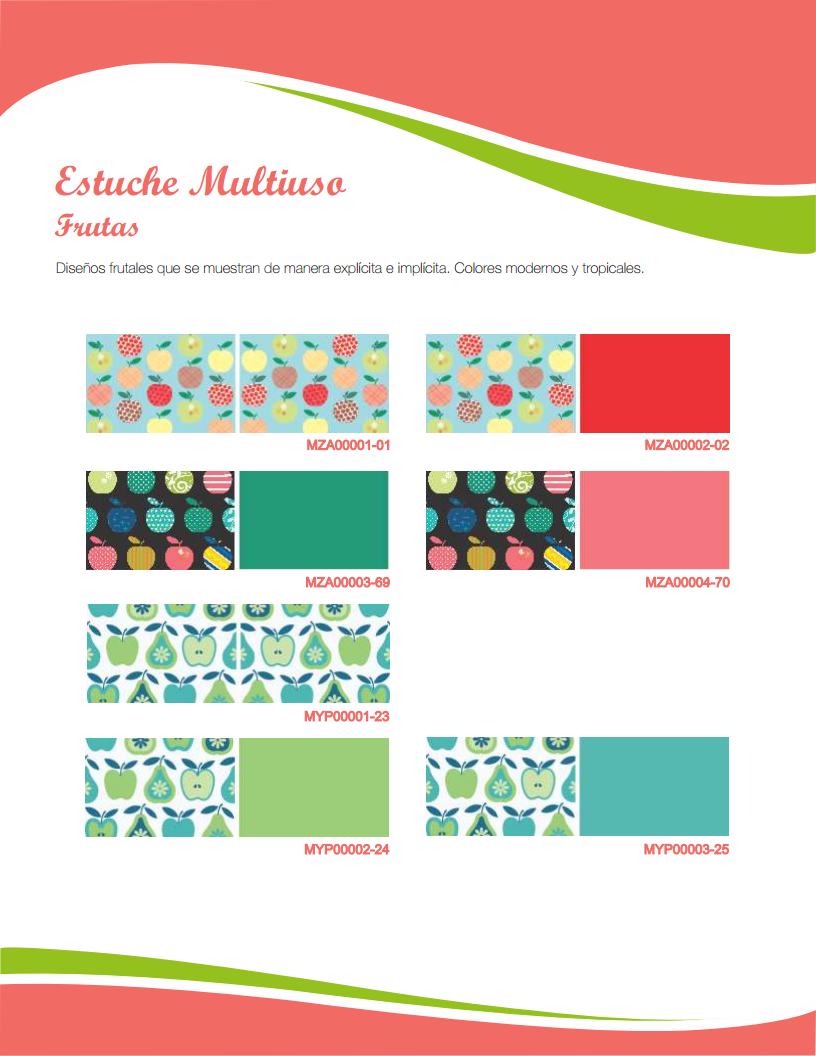 Estuche Multiuso
Frutas
Diseños frutales que se muestran de manera explícita e implícita. Colores modernos y tropicales.
MZA00001-01
MZA00002-02
MZA00003-69
MZA00004-70
MYP00001-23
MYP00002-24
MYP00003-25